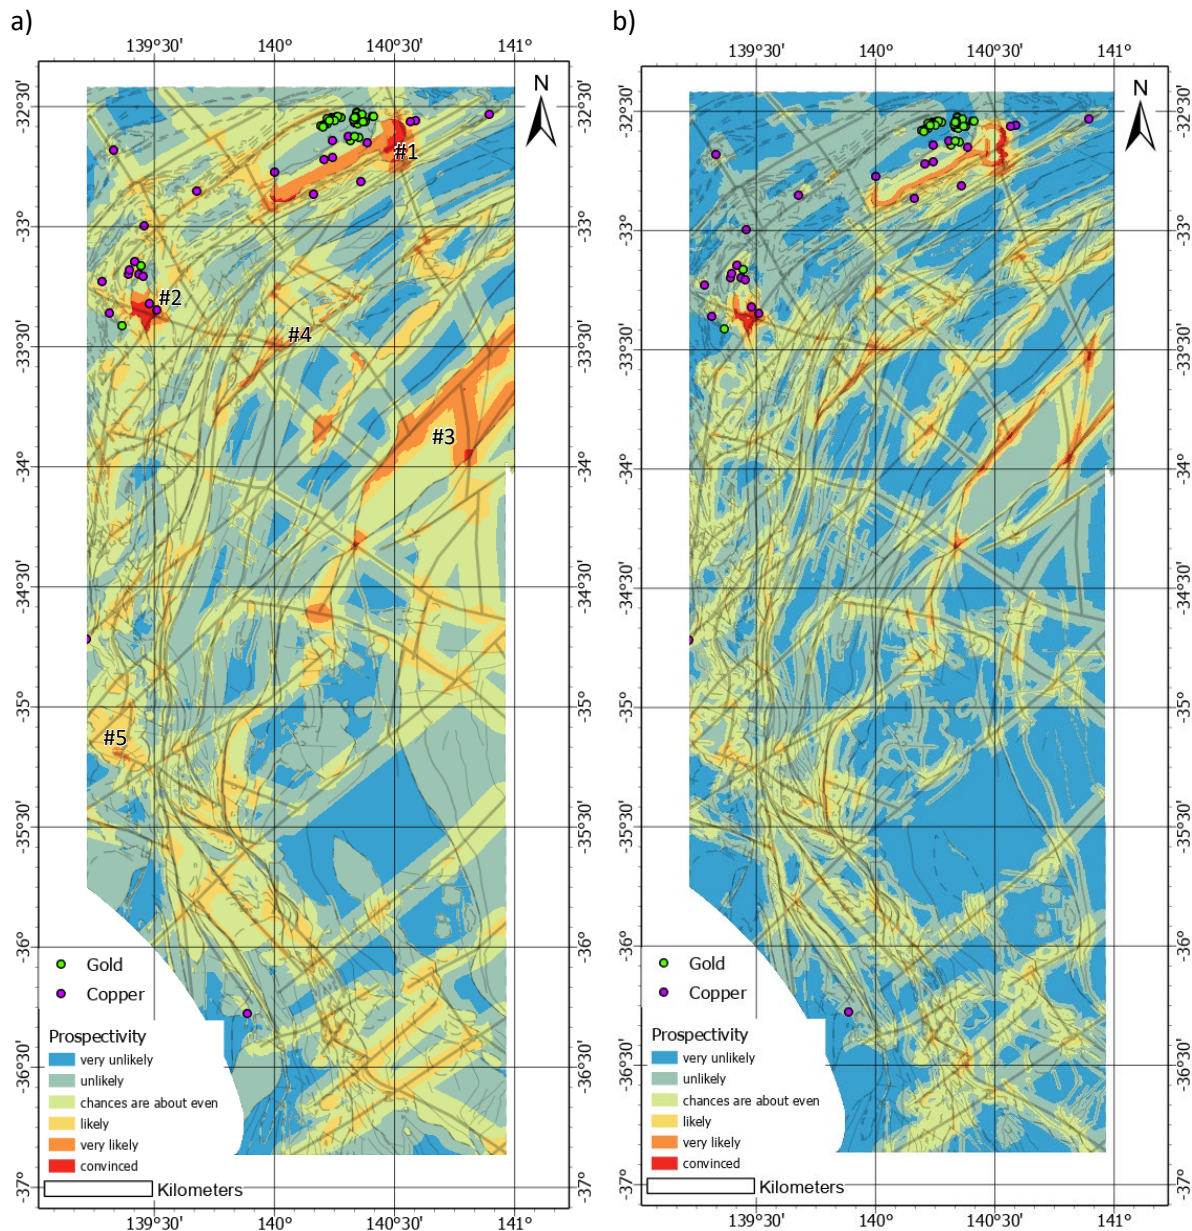 a)
139°30' 140° 140°30' 141°
N
-32°30'
-33°
-33°30'
-34°
-34°30'
-35°
-35°30'
-36°
-36°30'
-37°
-32°30'
-33°
-33°30'
-34°
-34°30'
-35°
-35°30'
-36°
-36°30'
-37°
#1
#2
#4
#3
#5
Gold
Copper
Prospectivity
very unlikely
unlikely
chances are about even
likely
very likely
convinced
Kilometers
139°30' 140° 140°30' 141°
b)
139°30' 140° 140°30' 141°
N
-32°30'
-33°
-33°30'
-34°
-34°30'
-35°
-35°30'
-36°
-36°30'
-37°
-32°30'
-33°
-33°30'
-34°
-34°30'
-35°
-35°30'
-36°
-36°30'
-37°
Gold
Copper
Prospectivity
very unlikely
unlikely
chances are about even
likely
very likely
convinced
Kilometers
139°30' 140° 140°30' 141°